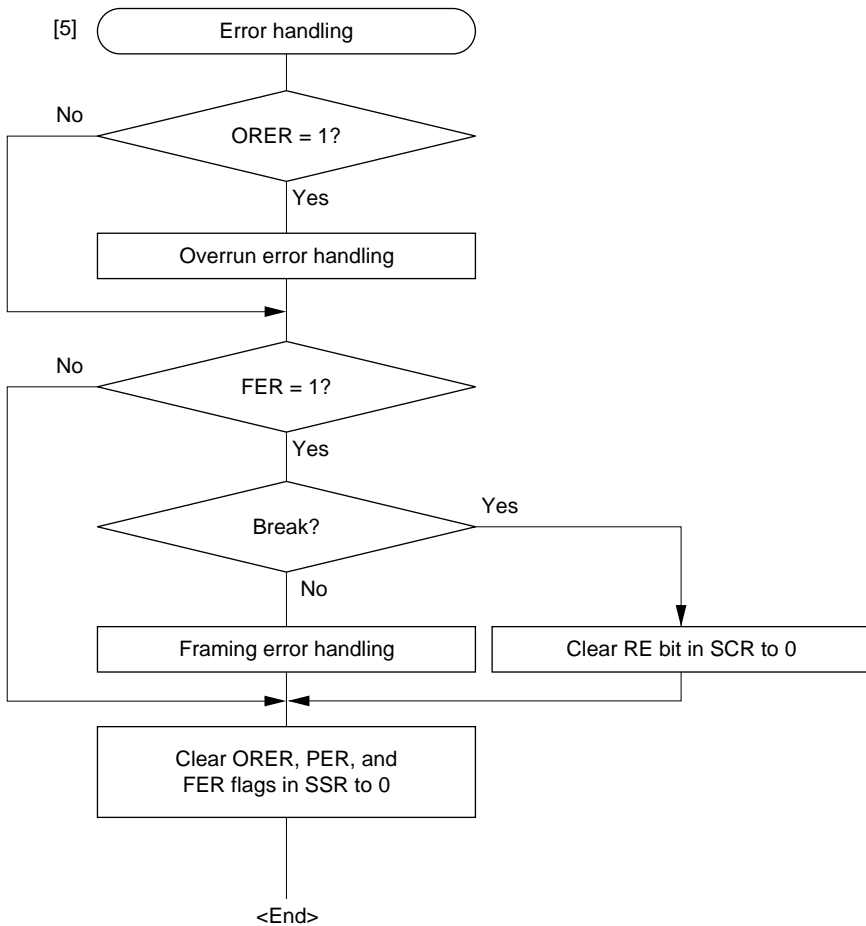 [5]
Error handling
No
ORER = 1?
Yes
Overrun error handling
No
FER = 1?
Yes
Break?
Yes
No
Framing error handling
Clear RE bit in SCR to 0
Clear ORER, PER, and
FER flags in SSR to 0
<End>